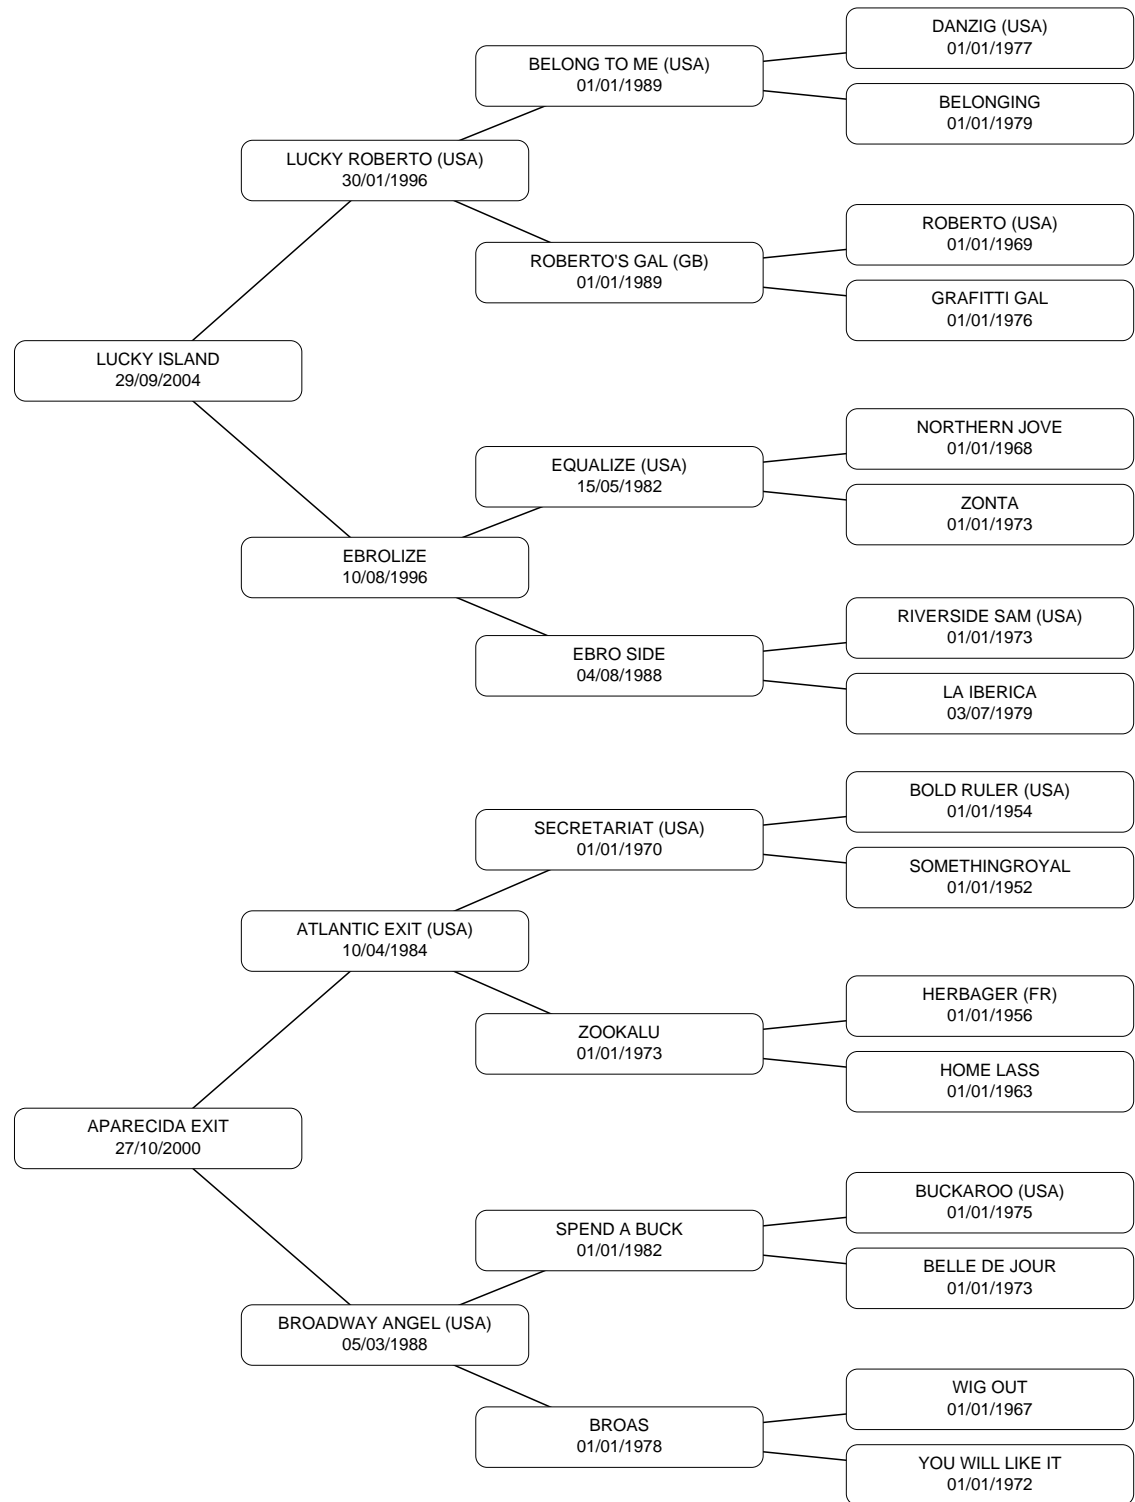 DANZIG (USA)
01/01/1977
BELONG TO ME (USA)
01/01/1989
BELONGING
01/01/1979
LUCKY ROBERTO (USA)
30/01/1996
ROBERTO (USA)
01/01/1969
ROBERTO'S GAL (GB)
01/01/1989
GRAFITTI GAL
01/01/1976
LUCKY ISLAND
29/09/2004
NORTHERN JOVE
01/01/1968
EQUALIZE (USA)
15/05/1982
ZONTA
01/01/1973
EBROLIZE
10/08/1996
RIVERSIDE SAM (USA)
01/01/1973
EBRO SIDE
04/08/1988
LA IBERICA
03/07/1979
BOLD RULER (USA)
01/01/1954
SECRETARIAT (USA)
01/01/1970
SOMETHINGROYAL
01/01/1952
ATLANTIC EXIT (USA)
10/04/1984
HERBAGER (FR)
01/01/1956
ZOOKALU
01/01/1973
HOME LASS
01/01/1963
APARECIDA EXIT
27/10/2000
BUCKAROO (USA)
01/01/1975
SPEND A BUCK
01/01/1982
BELLE DE JOUR
01/01/1973
BROADWAY ANGEL (USA)
05/03/1988
WIG OUT
01/01/1967
BROAS
01/01/1978
YOU WILL LIKE IT
01/01/1972